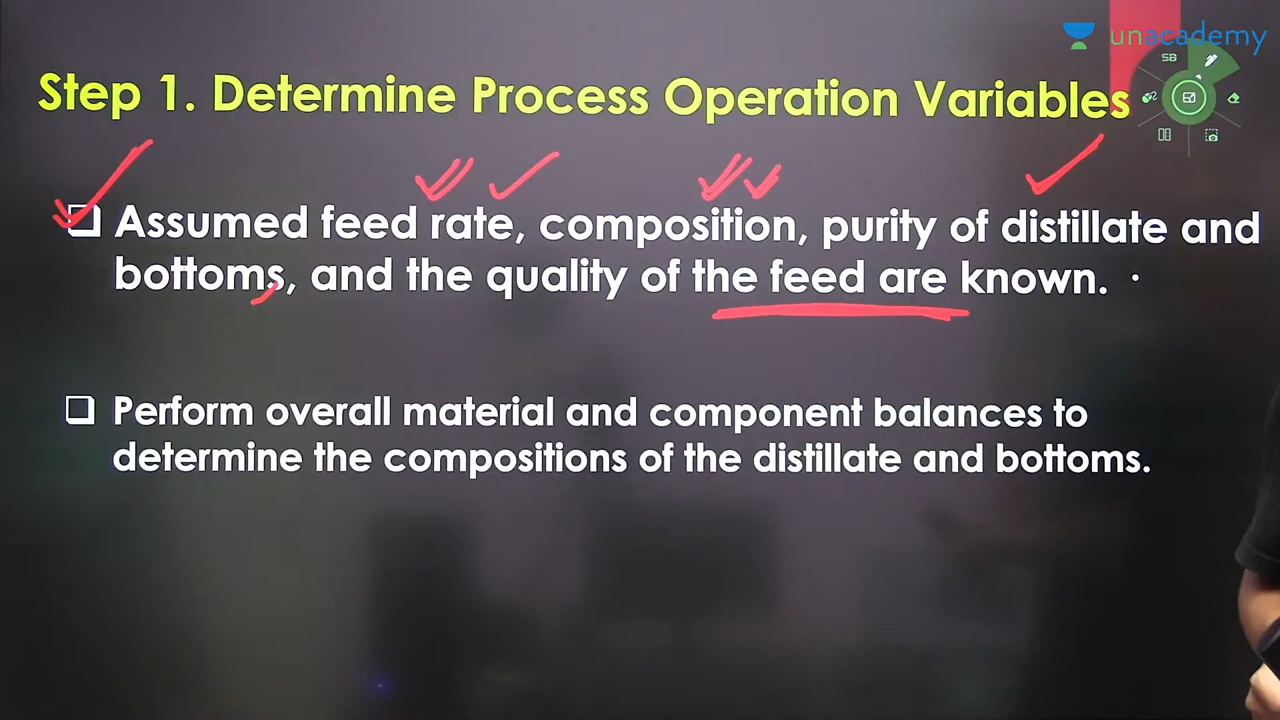 unacademy
SB
Step 1. Determine Process Operation Variables
❑ Assumed feed rate, composition, purity of distillate and
bottoms, and the quality of the feed are known.
❑ Perform overall material and component balances to
determine the compositions of the distillate and bottoms.